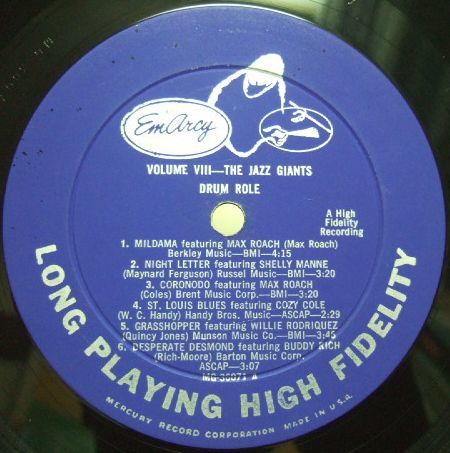 EmArcy
VOLUME VIII—THE JAZZ GIANTS
DRUM ROLE
A High
Fidelity
Recording
1. MILDAMA featuring MAX ROACH (Max Roach)
Berkley Music—BMI—4:15
2. NIGHT LETTER featuring SHELLY MANNE
(Maynard Ferguson) Russel Music—BMI—3:20
3. CORONODO featuring MAX ROACH
(Coles) Brent Music Corp.—BMI—3:20
4. ST. LOUIS BLUES featuring COZY COLE
(W. C. Handy) Handy Bros. Music—ASCAP—2:29
5. GRASSHOPPER featuring WILLIE RODRIQUEZ
(Quincy Jones) Munson Music Co.—BMI—3:45
6. DESPERATE DESMOND featuring BUDDY RICH
(Rich-Moore) Barton Music Corp.
ASCAP—3:07
MG-36071 A
LONG PLAYING HIGH FIDELITY
MERCURY RECORD CORPORATION MADE IN U.S.A.